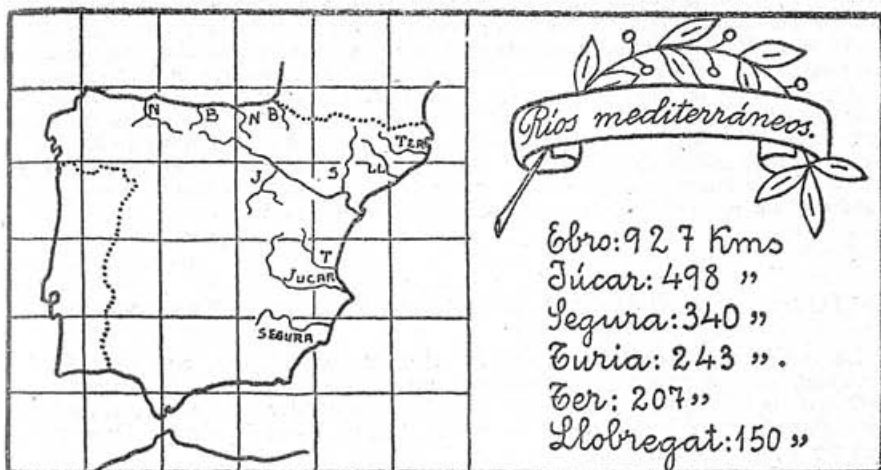 N
B
N
B
TER
S
LL
J
T
JUCAR
SEGURA
Ríos mediterráneos.
Ebro: 927 Kms
Júcar: 498 ”
Segura: 340 ”
Turia: 243 ”.
Ter: 207 ”
Llobregat: 150 ”